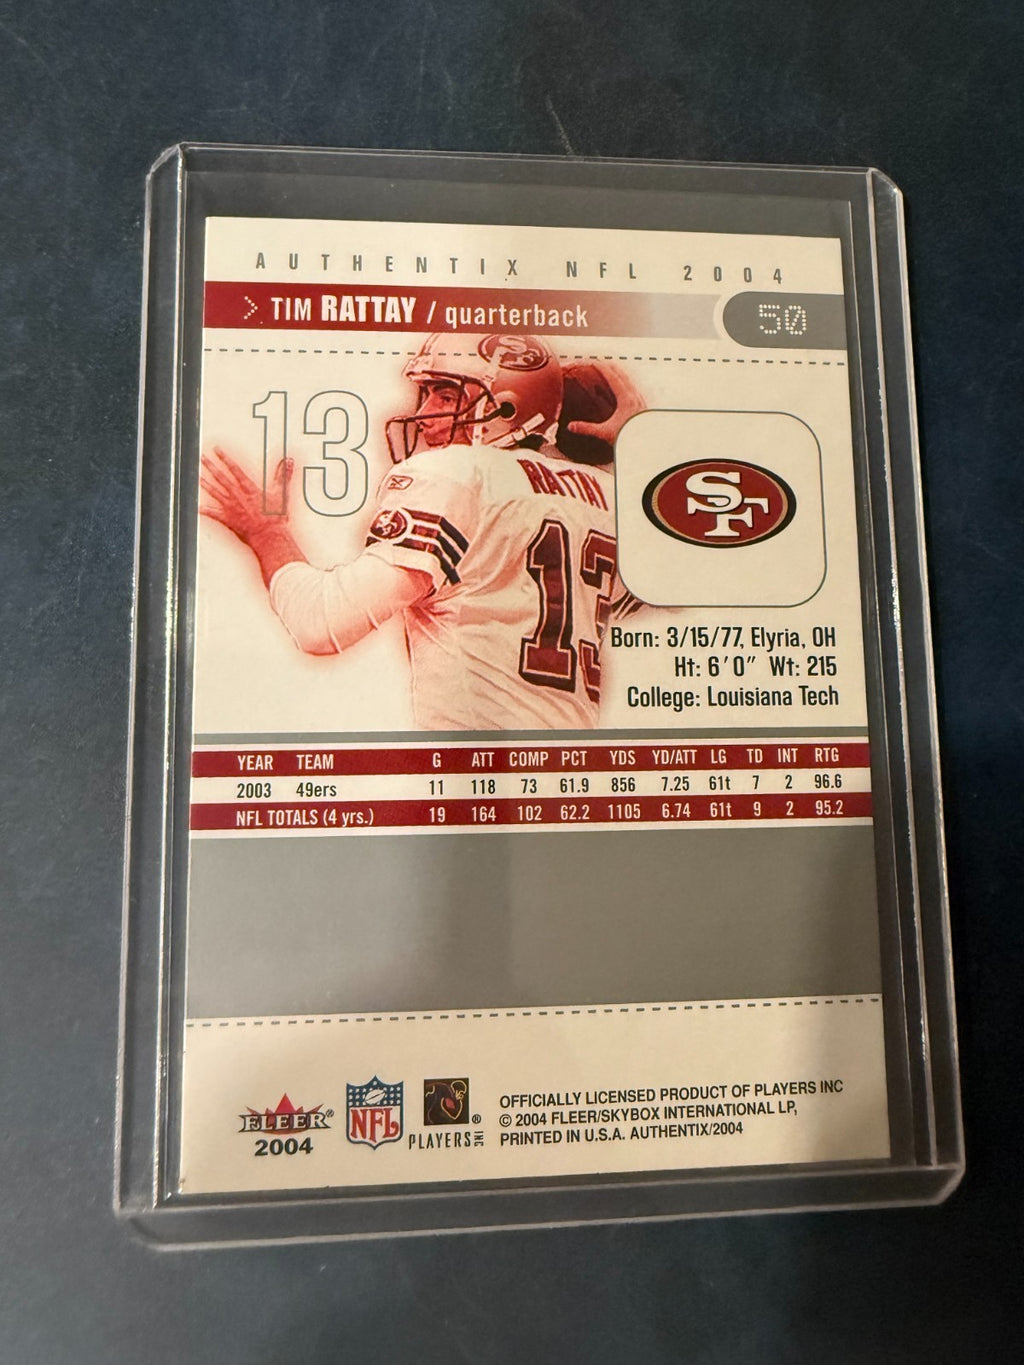 AUTHENTIX NFL 2004
> TIM RATTAY / quarterback
50
13
SF
RATTAY
13
SF
Born: 3/15/77, Elyria, OH
Ht: 6'0" Wt: 215
College: Louisiana Tech
YEAR TEAM G ATT COMP PCT YDS YD/ATT LG TD INT RTG
2003 49ers 11 118 73 61.9 856 7.25 61t 7 2 96.6
NFL TOTALS (4 yrs.) 19 164 102 62.2 1105 6.74 61t 9 2 95.2
FLEER®
2004
NFL
PLAYERS INC ®
OFFICIALLY LICENSED PRODUCT OF PLAYERS INC
© 2004 FLEER/SKYBOX INTERNATIONAL LP,
PRINTED IN U.S.A. AUTHENTIX/2004